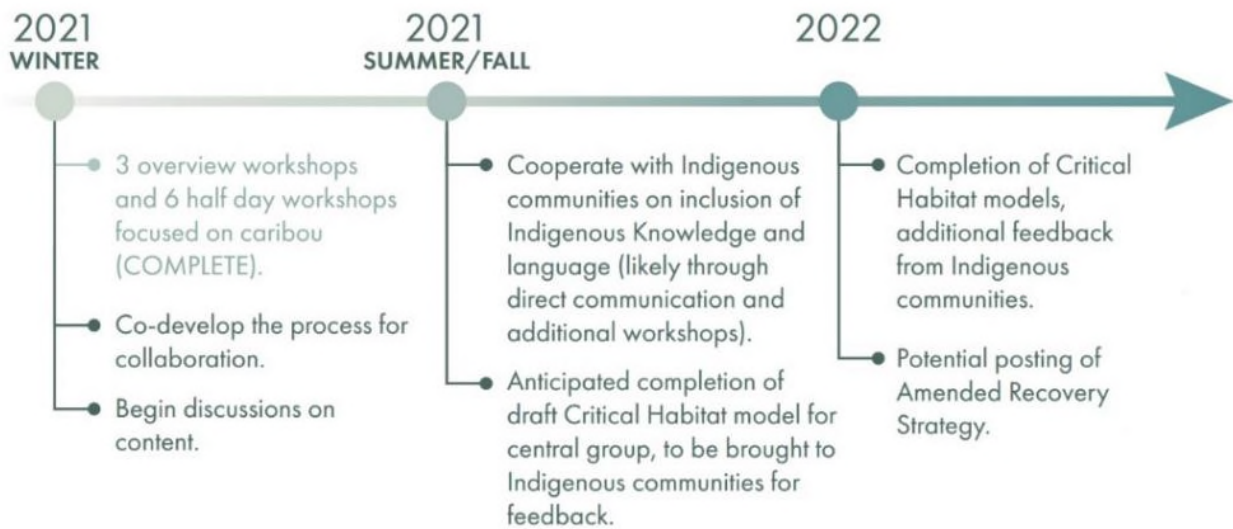 2021
WINTER
3 overview workshops
and 6 half day workshops
focused on caribou
(COMPLETE).
Co-develop the process for
collaboration.
Begin discussions on
content.
2021
SUMMER/FALL
Cooperate with Indigenous
communities on inclusion of
Indigenous Knowledge and
language (likely through
direct communication and
additional workshops).
Anticipated completion of
draft Critical Habitat model for
central group, to be brought to
Indigenous communities for
feedback.
2022
Completion of Critical
Habitat models,
additional feedback
from Indigenous
communities.
Potential posting of
Amended Recovery
Strategy.